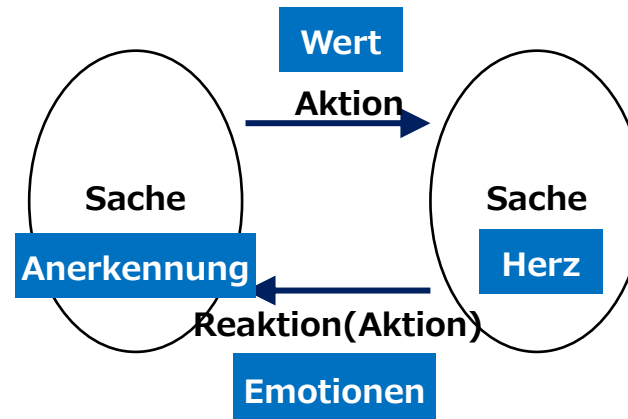 Wert
Aktion
Sache
Sache
Anerkennung
Herz
Reaktion(Aktion)
Emotionen